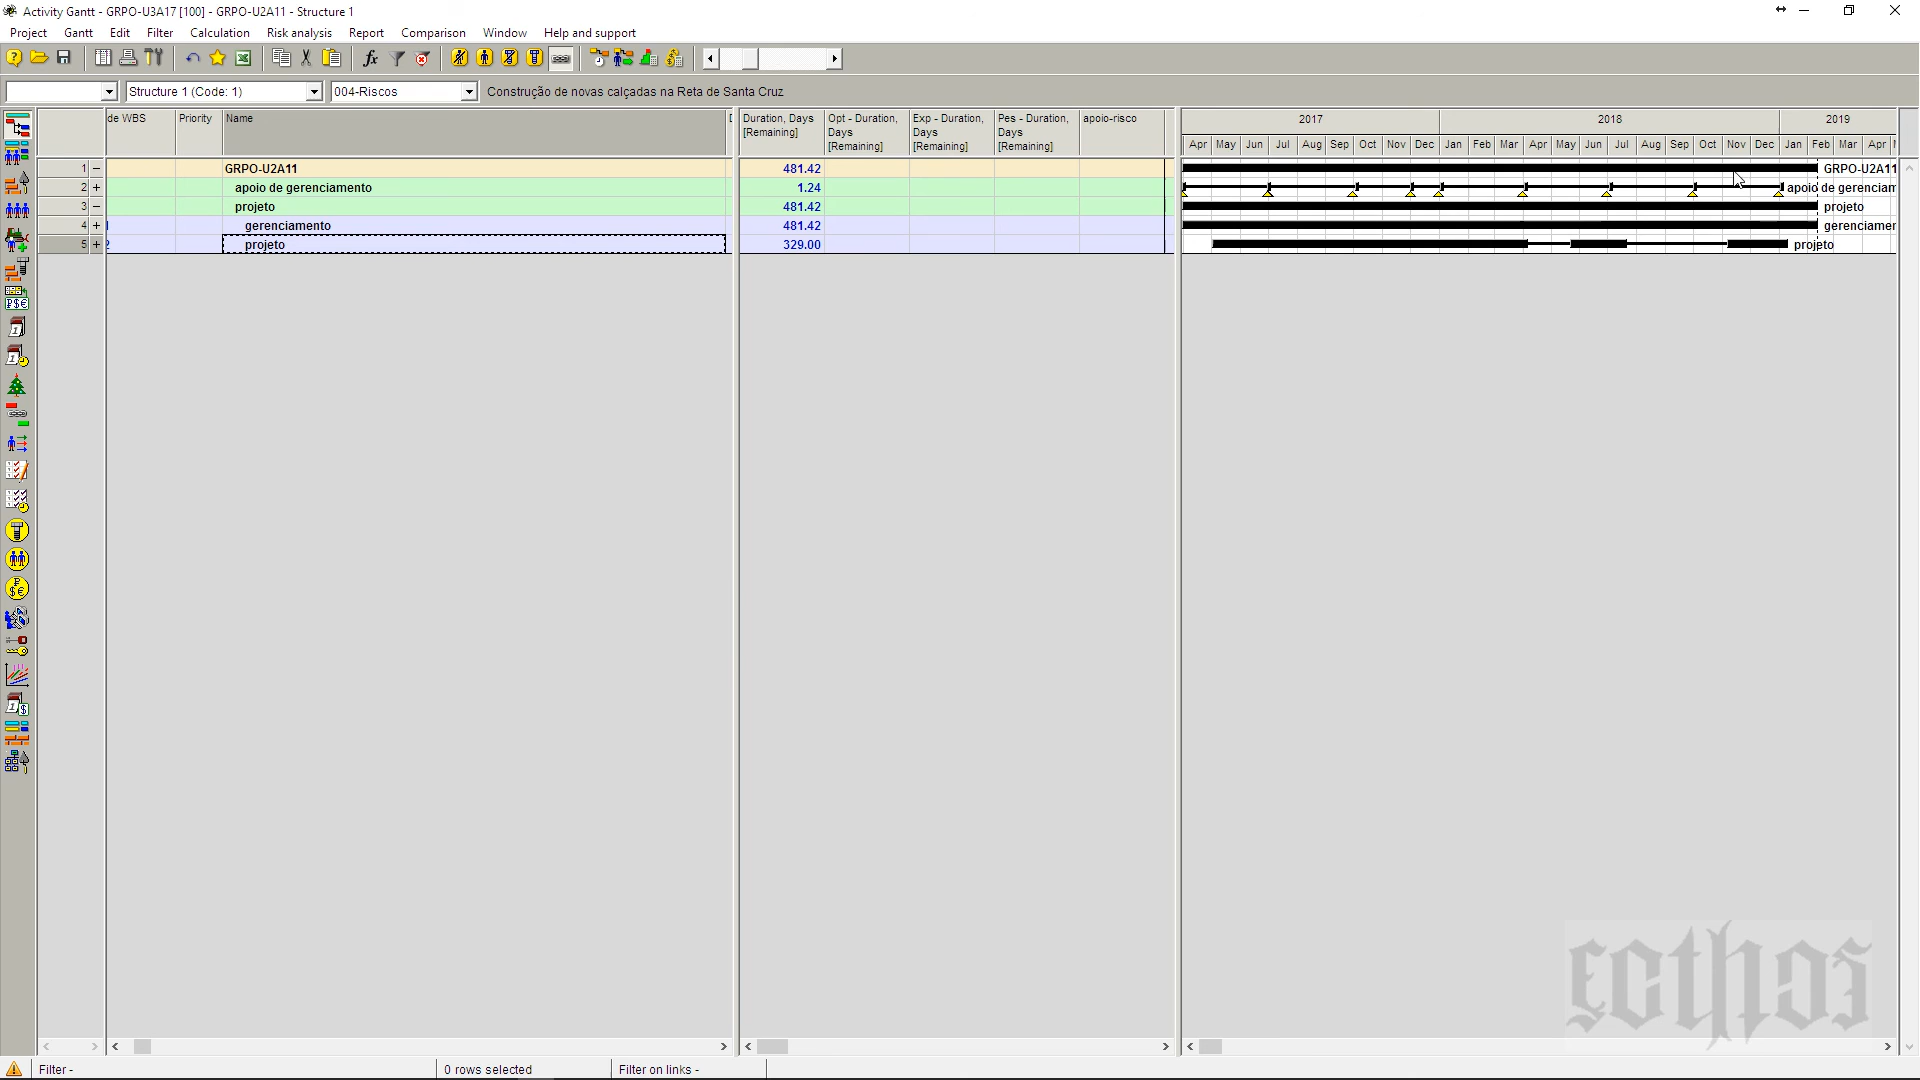 Activity Gantt - GRPO-U3A17 [100] - GRPO-U2A11 - Structure 1
Project Gantt Edit Filter Calculation Risk analysis Report Comparison Window Help and support
Structure 1 (Code: 1) 004-Riscos Construção de novas calçadas na Reta de Santa Cruz
de WBS Priority Name D Duration, Days [Remaining] Opt - Duration, Days [Remaining] Exp - Duration, Days [Remaining] Pes - Duration, Days [Remaining] apoio-risco
2017 2018 2019
Apr May Jun Jul Aug Sep Oct Nov Dec Jan Feb Mar Apr May Jun Jul Aug Sep Oct Nov Dec Jan Feb Mar Apr
1 - GRPO-U2A11 481.42 GRPO-U2A11
2 + apoio de gerenciamento 1.24 apoio de gerenciam
3 - projeto 481.42 projeto
4 + gerenciamento 481.42 gerenciamer
5 + 2 projeto 329.00 projeto
eothos
Filter - 0 rows selected Filter on links -